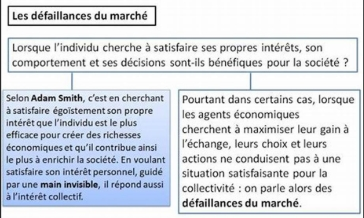 Les défaillances du marché
Lorsque l'individu cherche à satisfaire ses propres intérêts, son
comportement et ses décisions sont-ils bénéfiques pour la société ?
Selon Adam Smith, c'est en cherchant
à satisfaire égoïstement son propre
intérêt que l'individu est le plus
efficace pour créer des richesses
économiques et qu'il contribue ainsi
le plus à enrichir la société. En voulant
satisfaire son intérêt personnel, guidé
par une main invisible, il répond aussi
à l'intérêt collectif.
Pourtant dans certains cas, lorsque
les agents économiques
cherchent à maximiser leur gain à
l'échange, leurs choix et leurs
actions ne conduisent pas à une
situation satisfaisante pour la
collectivité : on parle alors des
défaillances du marché.